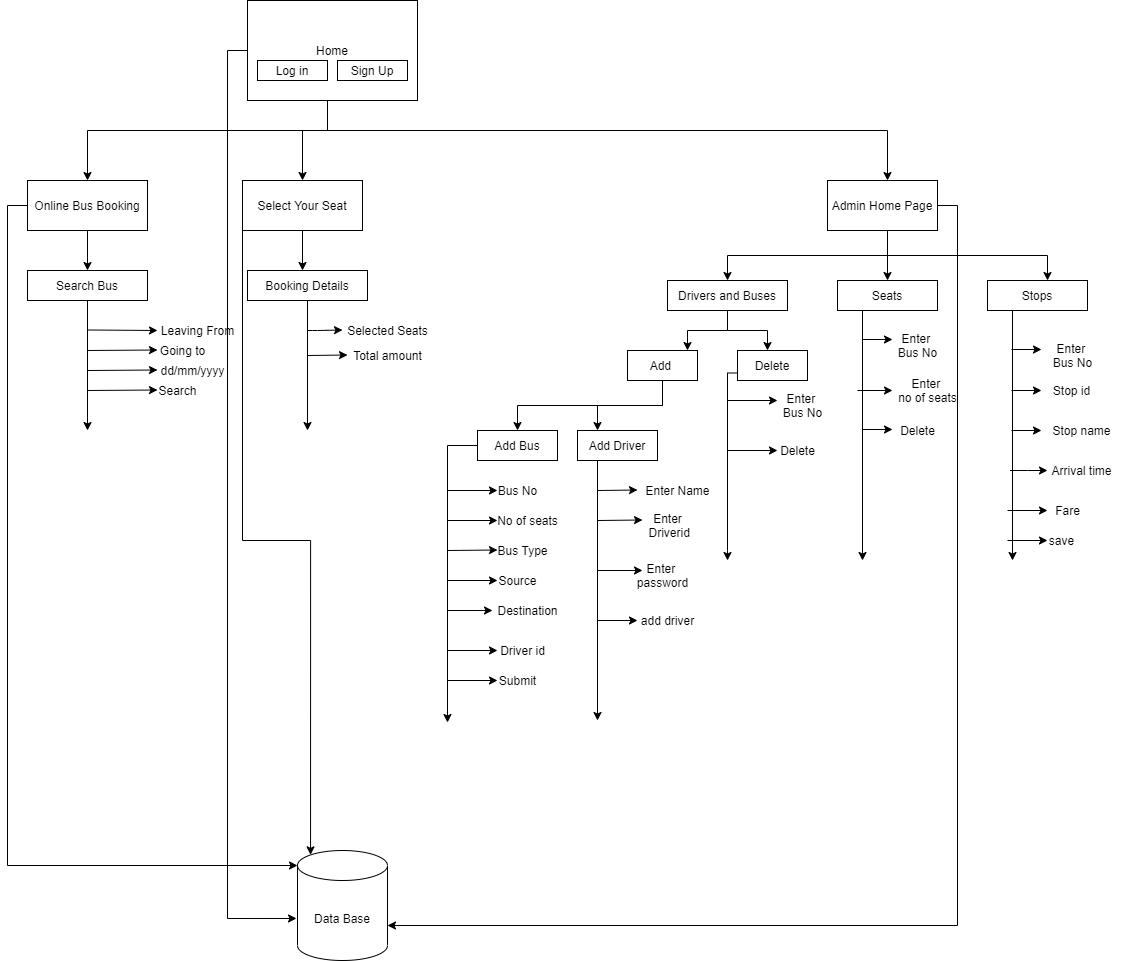 Home
Log in
Sign Up
Online Bus Booking
Select Your Seat
Admin Home Page
Search Bus
Booking Details
Drivers and Buses
Seats
Stops
Leaving From
Going to
dd/mm/yyyy
Search
Selected Seats
Total amount
Add
Delete
Enter
Bus No
Delete
Enter
Bus No
Enter
no of seats
Delete
Enter
Bus No
Stop id
Stop name
Arrival time
Fare
save
Add Bus
Add Driver
Bus No
No of seats
Bus Type
Source
Destination
Driver id
Submit
Enter Name
Enter
Driverid
Enter
password
add driver
Data Base